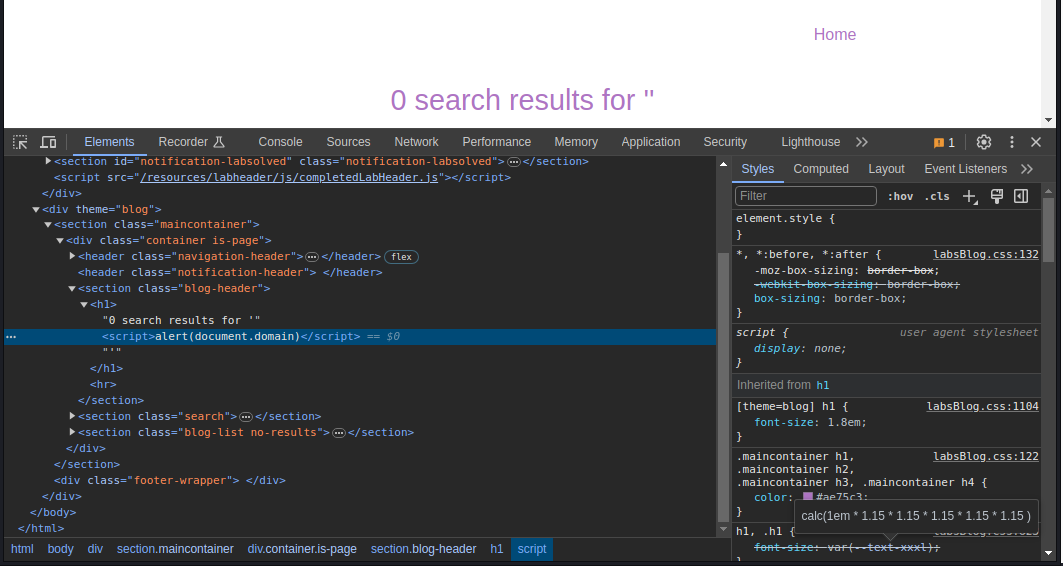 Home
0 search results for ''
Elements Recorder Console Sources Network Performance Memory Application Security Lighthouse 1
<section id="notification-labsolved" class="notification-labsolved"></section>
<script src="/resources/labheader/js/completedLabHeader.js"></script>
</div>
<div theme="blog">
<section class="maincontainer">
<div class="container is-page">
<header class="navigation-header"></header> flex
<header class="notification-header"> </header>
<section class="blog-header">
<h1>
"0 search results for '"
<script>alert(document.domain)</script> == $0
"'"
</h1>
<hr>
</section>
<section class="search"></section>
<section class="blog-list no-results"></section>
</div>
</section>
<div class="footer-wrapper"> </div>
</div>
</body>
</html>
html body div section.maincontainer div.container.is-page section.blog-header h1 script
Styles Computed Layout Event Listeners
Filter :hov .cls
element.style {
}
*, *:before, *:after { labsBlog.css:132
-moz-box-sizing: border-box;
-webkit-box-sizing: border-box;
box-sizing: border-box;
}
script { user agent stylesheet
display: none;
}
Inherited from h1
[theme=blog] h1 { labsBlog.css:1104
font-size: 1.8em;
}
.maincontainer h1, labsBlog.css:122
.maincontainer h2,
.maincontainer h3, .maincontainer h4 {
color: #ae75c3;
}
calc(1em * 1.15 * 1.15 * 1.15 * 1.15 * 1.15 )
h1, .h1 {
font-size: var(--text-xxxl);
}